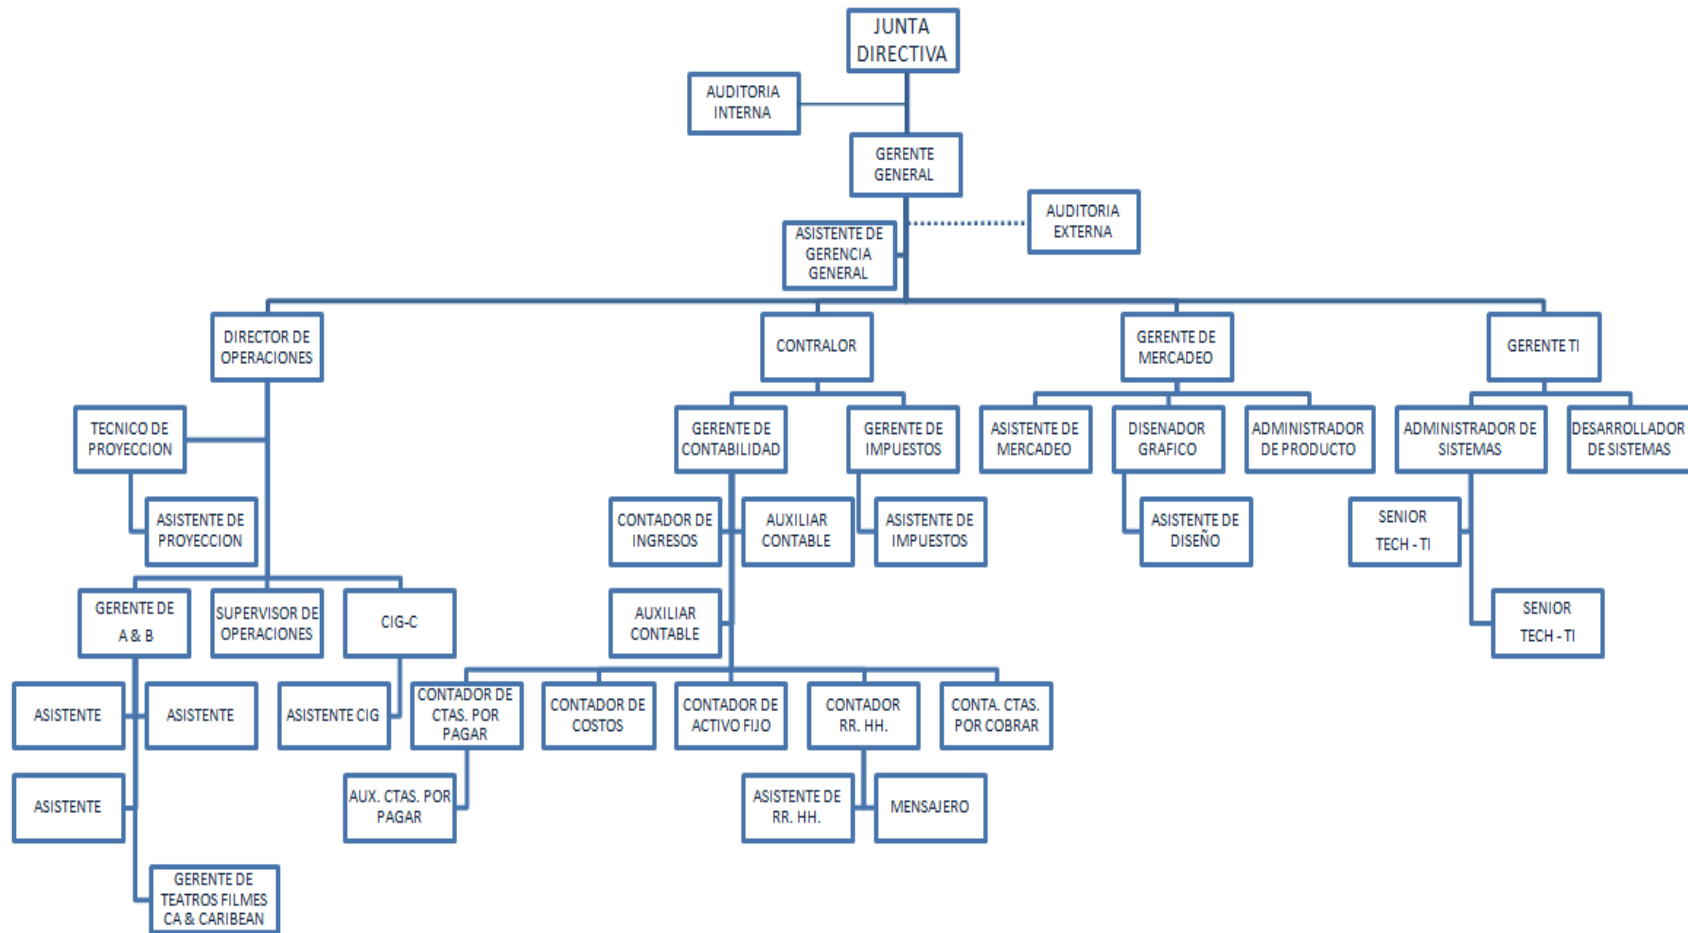 JUNTA
DIRECTIVA
AUDITORIA
INTERNA
GERENTE
GENERAL
AUDITORIA
EXTERNA
ASISTENTE DE
GERENCIA
GENERAL
DIRECTOR DE
OPERACIONES
CONTRALOR
GERENTE DE
MERCADEO
GERENTE TI
TECNICO DE
PROYECCION
GERENTE DE
CONTABILIDAD
GERENTE DE
IMPUESTOS
ASISTENTE DE
MERCADEO
DISENADOR
GRAFICO
ADMINISTRADOR
DE PRODUCTO
ADMINISTRADOR DE
SISTEMAS
DESARROLLADOR
DE SISTEMAS
ASISTENTE DE
PROYECCION
CONTADOR DE
INGRESOS
AUXILIAR
CONTABLE
ASISTENTE DE
IMPUESTOS
ASISTENTE DE
DISEÑO
SENIOR
TECH - TI
GERENTE DE
A & B
SUPERVISOR DE
OPERACIONES
CIG-C
AUXILIAR
CONTABLE
SENIOR
TECH - TI
ASISTENTE
ASISTENTE
ASISTENTE CIG
CONTADOR DE
CTAS. POR
PAGAR
CONTADOR DE
COSTOS
CONTADOR DE
ACTIVO FIJO
CONTADOR
RR. HH.
CONTA. CTAS.
POR COBRAR
ASISTENTE
AUX. CTAS. POR
PAGAR
ASISTENTE DE
RR. HH.
MENSAJERO
GERENTE DE
TEATROS FILMES
CA & CARIBEAN